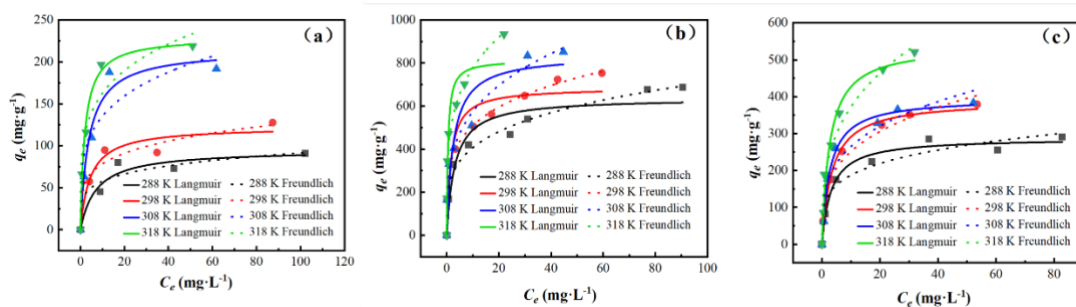 (a)
250
200
150
100
50
0
qe (mg·g-1)
288 K Langmuir 288 K Freundlich
298 K Langmuir 298 K Freundlich
308 K Langmuir 308 K Freundlich
318 K Langmuir 318 K Freundlich
0 20 40 60 80 100 120
Ce (mg·L-1)
(b)
1000
800
600
400
200
0
qe (mg·g-1)
288 K Langmuir 288 K Freundlich
298 K Langmuir 298 K Freundlich
308 K Langmuir 308 K Freundlich
318 K Langmuir 318 K Freundlich
0 20 40 60 80 100
Ce (mg·L-1)
(c)
600
500
400
300
200
100
0
qe (mg·g-1)
288 K Langmuir 288 K Freundlich
298 K Langmuir 298 K Freundlich
308 K Langmuir 308 K Freundlich
318 K Langmuir 318 K Freundlich
0 20 40 60 80
Ce (mg·L-1)